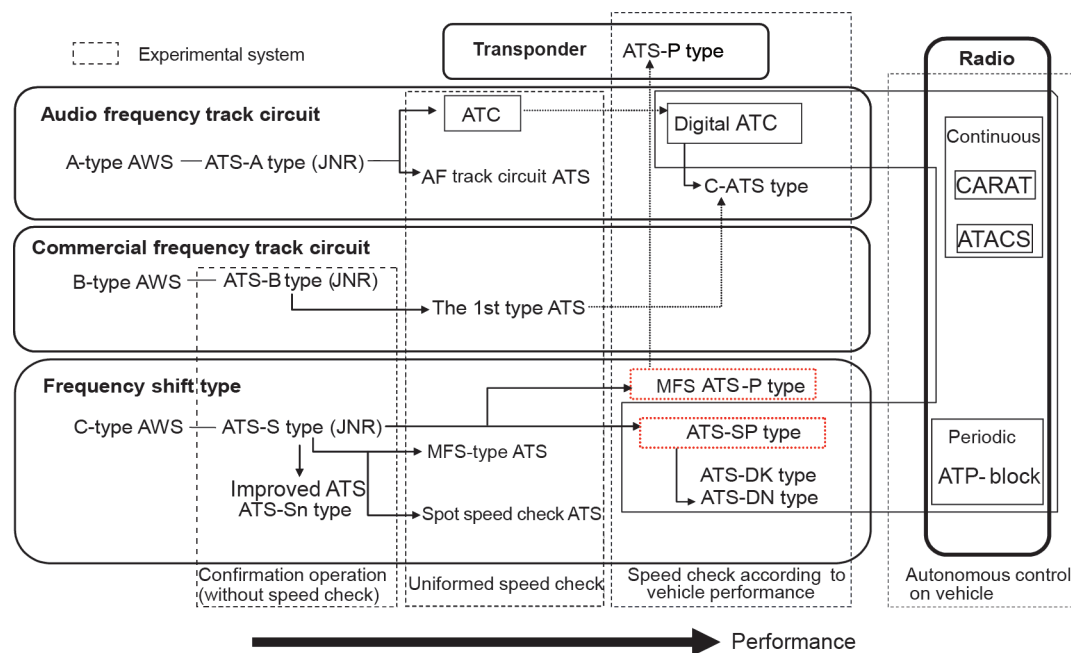 Experimental system
Transponder
ATS-P type
Radio
Audio frequency track circuit
ATC
Digital ATC
Continuous
A-type AWS
ATS-A type (JNR)
AF track circuit ATS
C-ATS type
CARAT
ATACS
Commercial frequency track circuit
B-type AWS
ATS-B type (JNR)
The 1st type ATS
Frequency shift type
MFS ATS-P type
C-type AWS
ATS-S type (JNR)
MFS-type ATS
ATS-SP type
Periodic
ATP- block
Improved ATS
ATS-Sn type
Spot speed check ATS
ATS-DK type
ATS-DN type
Confirmation operation
(without speed check)
Uniformed speed check
Speed check according to
vehicle performance
Autonomous control
on vehicle
Performance